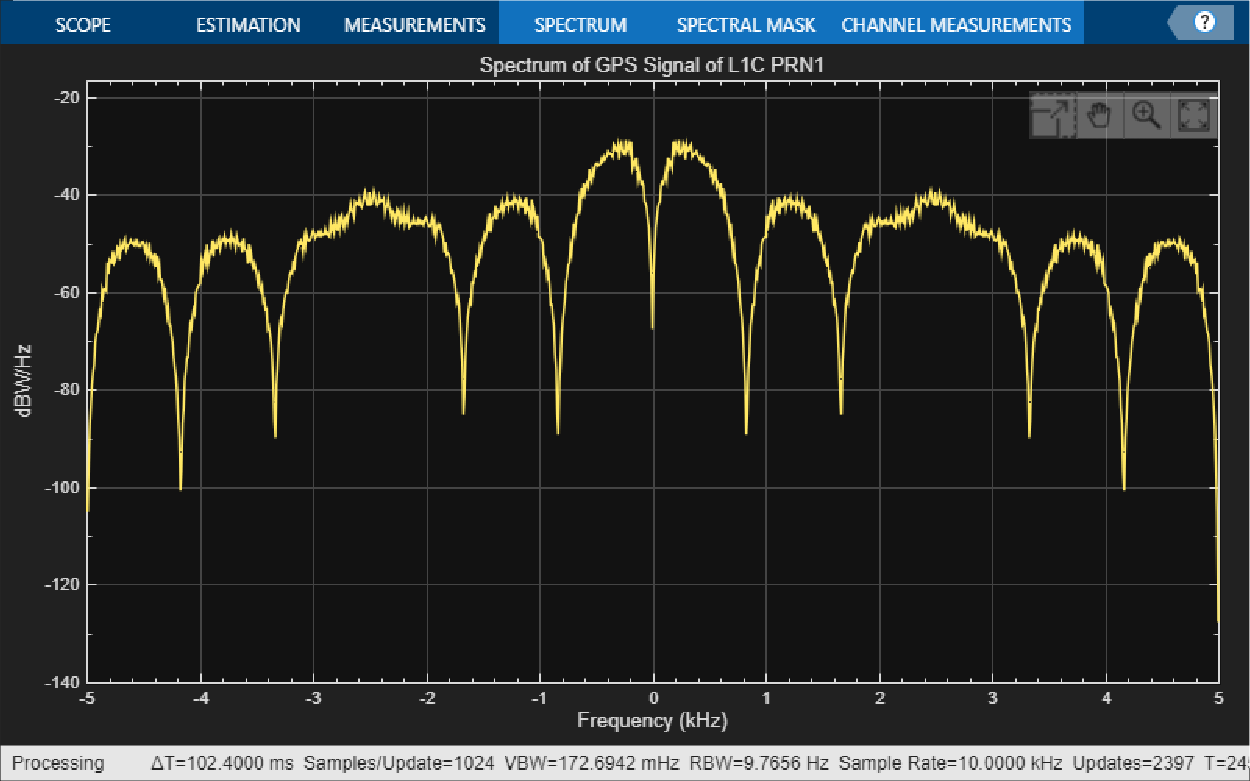 SCOPE ESTIMATION MEASUREMENTS SPECTRUM SPECTRAL MASK CHANNEL MEASUREMENTS ?
Spectrum of GPS Signal of L1C PRN1
-20
-40
-60
-80
-100
-120
-140
dBW/Hz
-5 -4 -3 -2 -1 0 1 2 3 4 5
Frequency (kHz)
Processing ΔT=102.4000 ms Samples/Update=1024 VBW=172.6942 mHz RBW=9.7656 Hz Sample Rate=10.0000 kHz Updates=2397 T=24